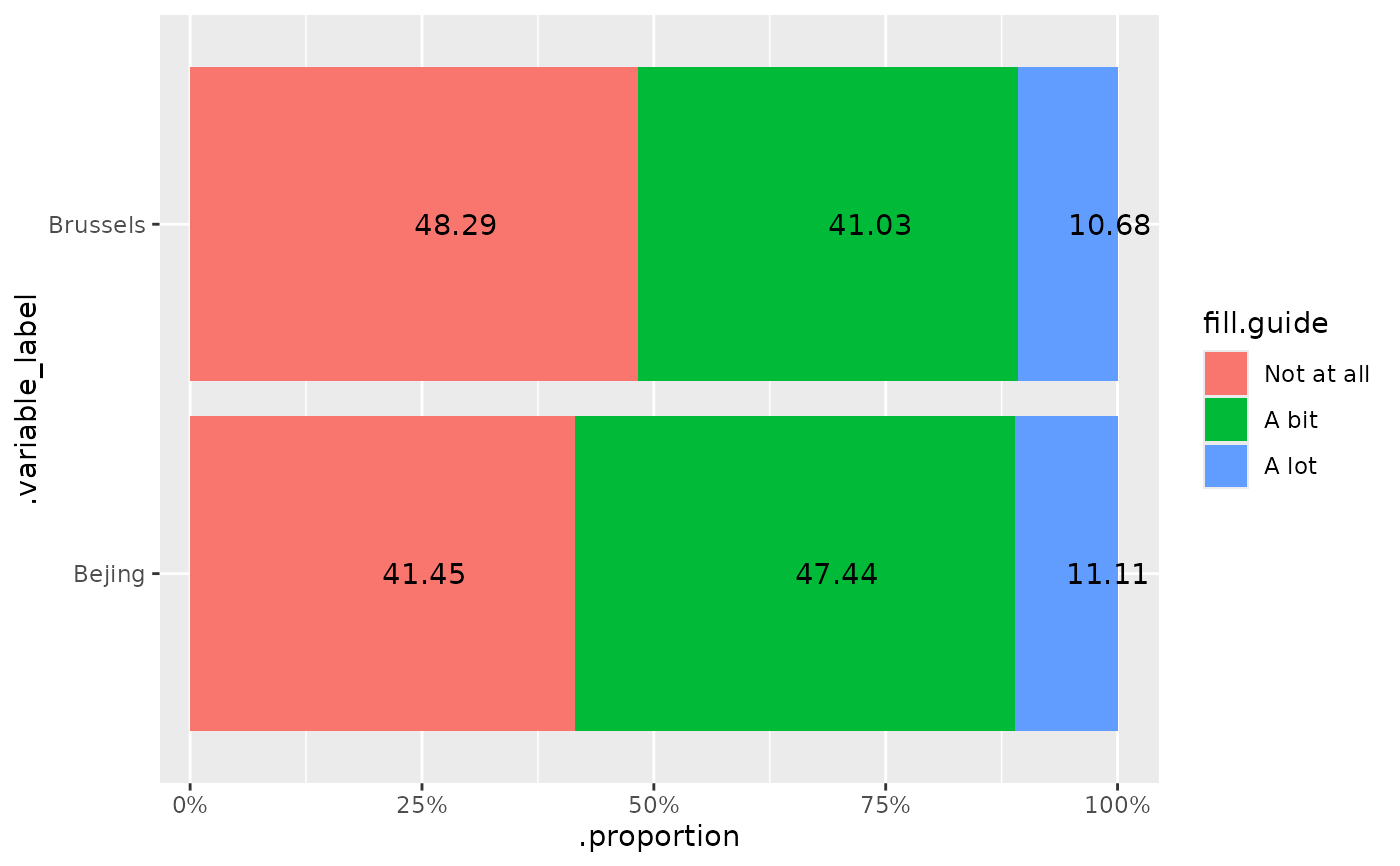 .variable_label
Brussels
48.29
41.03
10.68
Bejing
41.45
47.44
11.11
0%
25%
50%
75%
100%
.proportion
fill.guide
Not at all
A bit
A lot